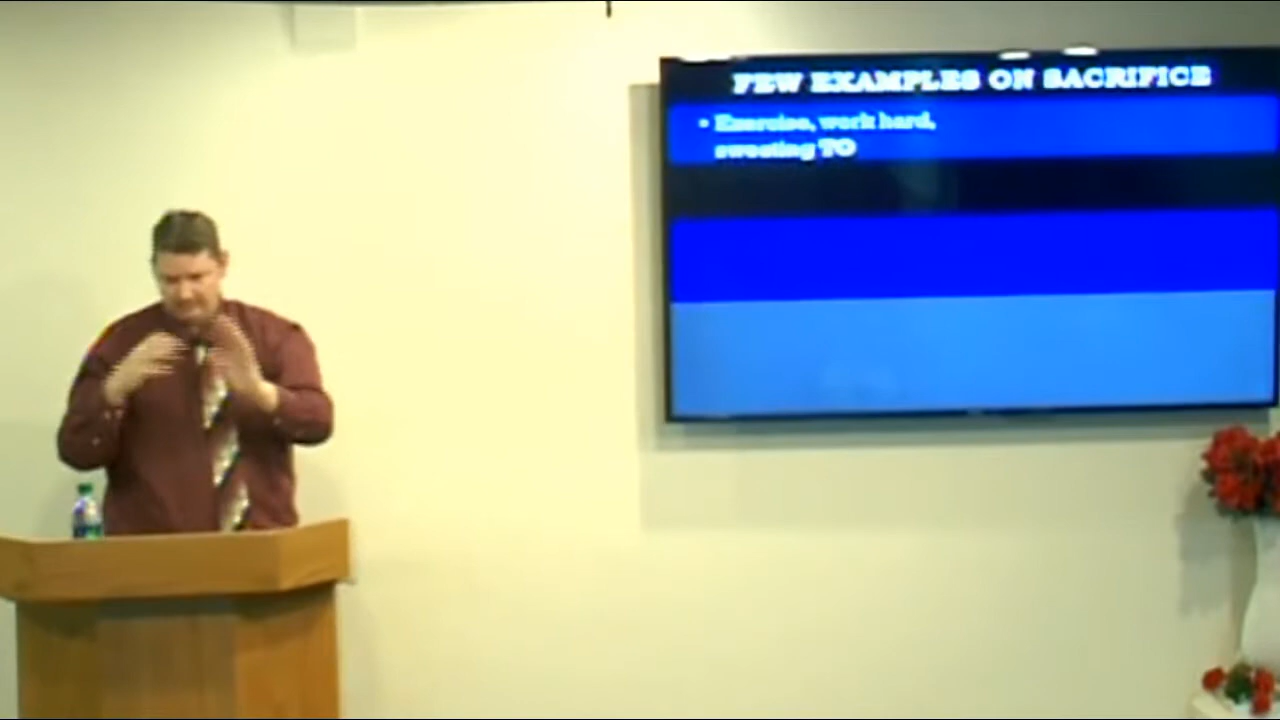 FEW EXAMPLES ON SACRIFICE
• Exercise, work hard,
sweating TO